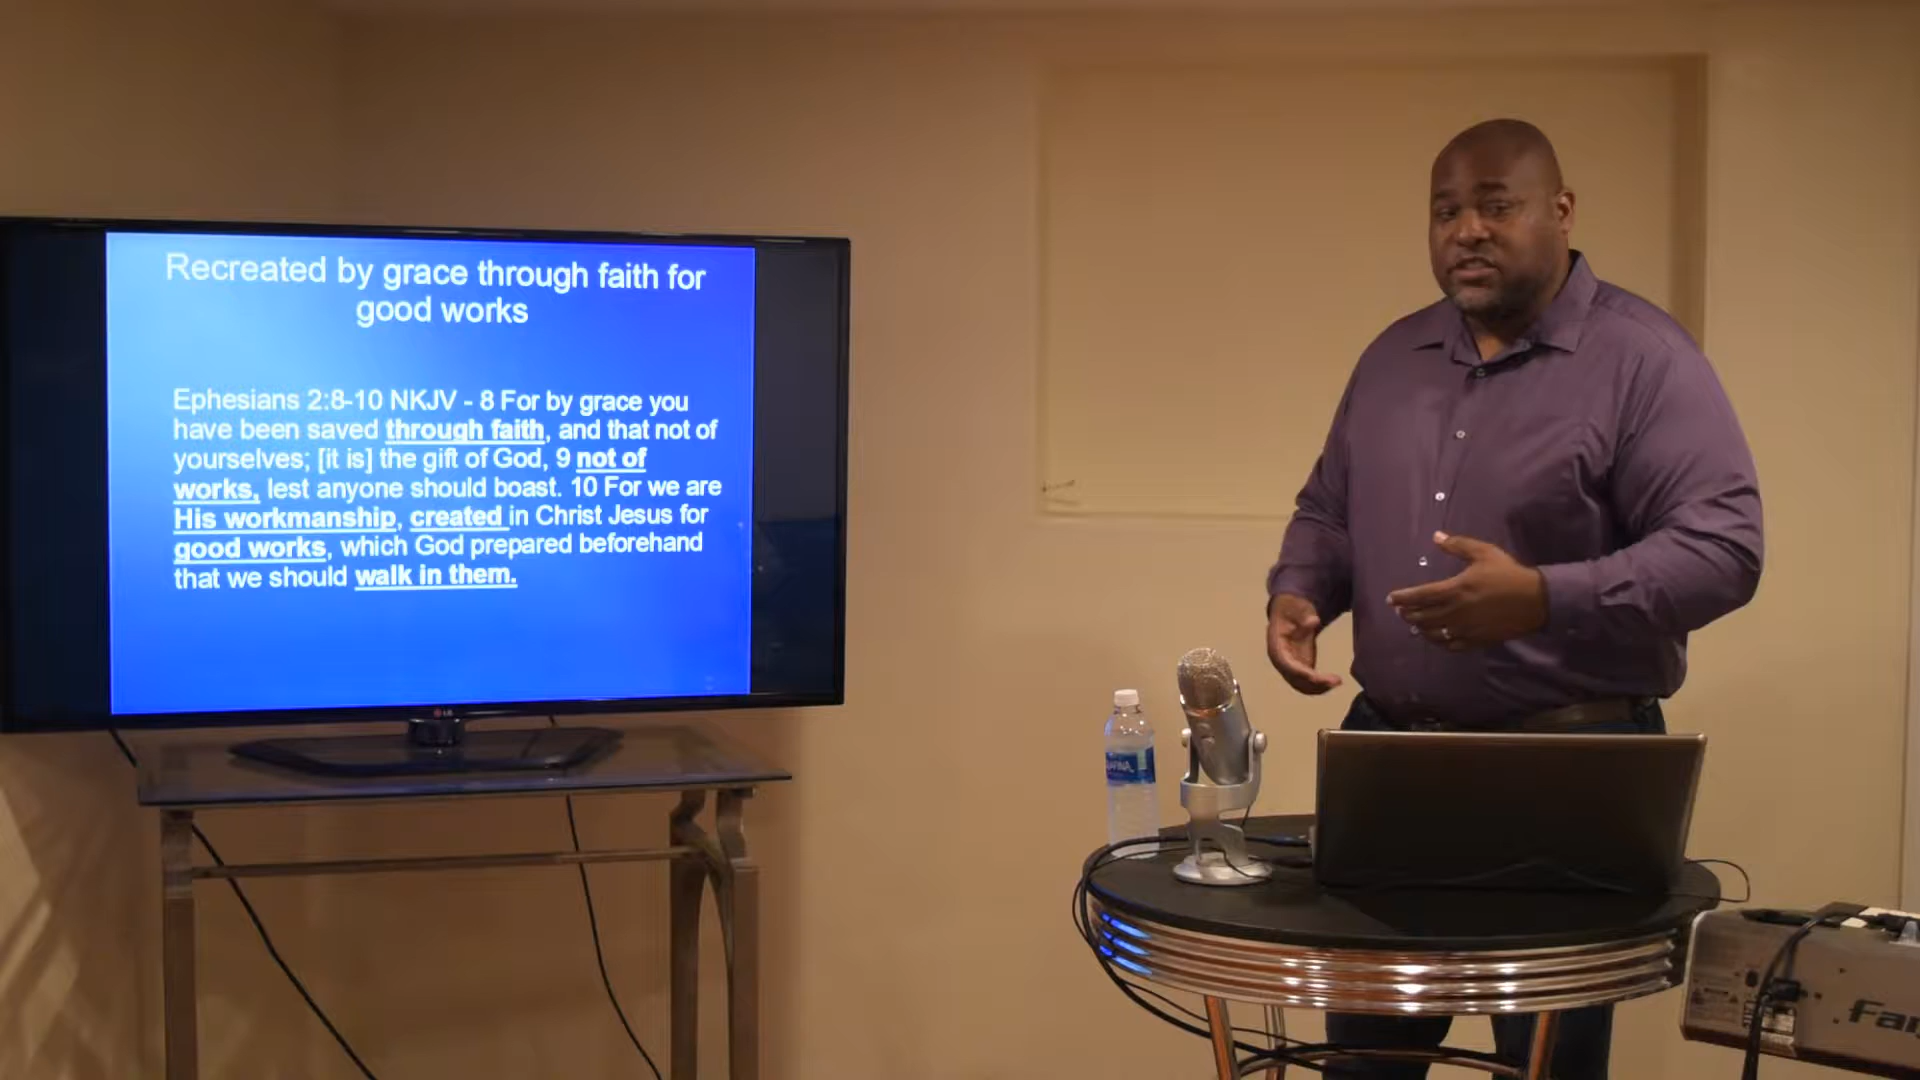 Recreated by grace through faith for
good works
Ephesians 2:8-10 NKJV - 8 For by grace you
have been saved through faith, and that not of
yourselves; [it is] the gift of God, 9 not of
works, lest anyone should boast. 10 For we are
His workmanship, created in Christ Jesus for
good works, which God prepared beforehand
that we should walk in them.
LG